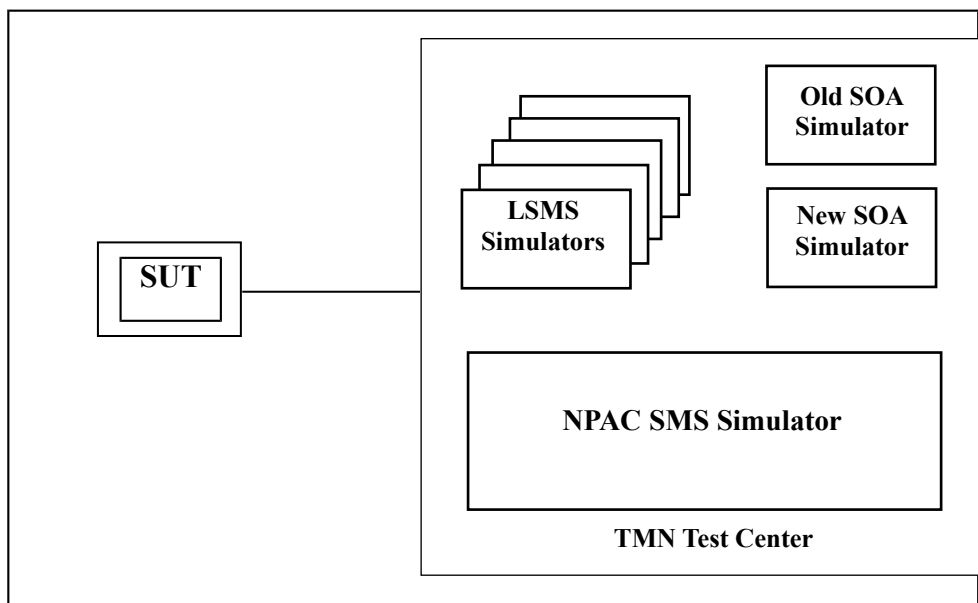 Old SOA
Simulator
LSMS
Simulators
New SOA
Simulator
SUT
NPAC SMS Simulator
TMN Test Center